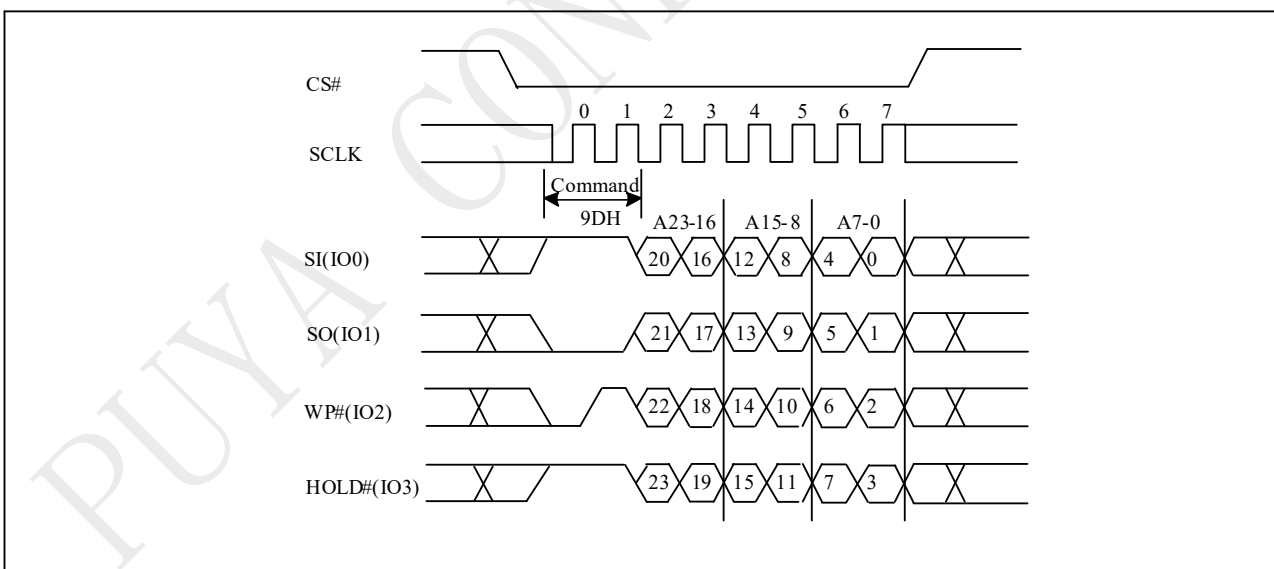 PUYA CON
CS#
0 1 2 3 4 5 6 7
SCLK
Command
9DH
A23-16 A15-8 A7-0
SI(IO0) 20 16 12 8 4 0
SO(IO1) 21 17 13 9 5 1
WP#(IO2) 22 18 14 10 6 2
HOLD#(IO3) 23 19 15 11 7 3